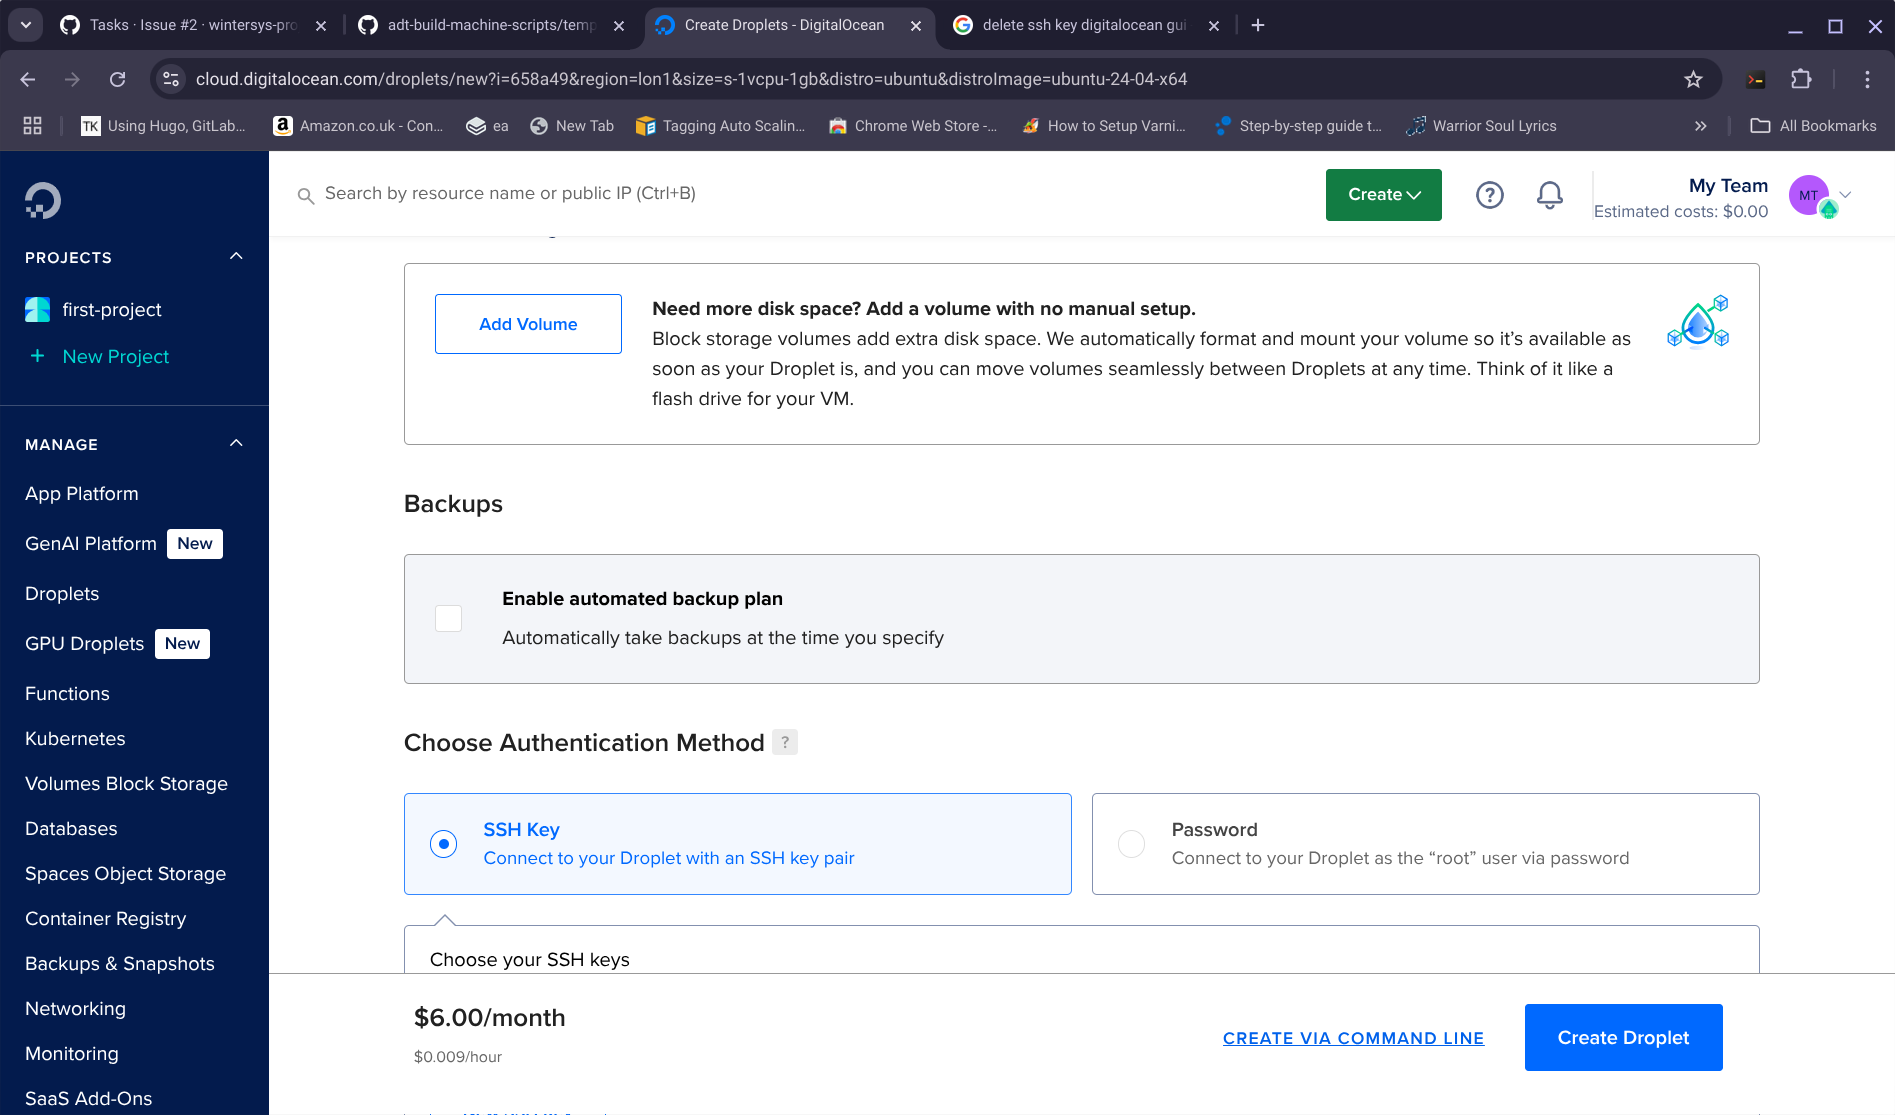 Tasks · Issue #2 · wintersys-pro
adt-build-machine-scripts/temp
Create Droplets - DigitalOcean
delete ssh key digitalocean gui
cloud.digitalocean.com/droplets/new?i=658a49&region=lon1&size=s-1vcpu-1gb&distro=ubuntu&distroImage=ubuntu-24-04-x64
TK Using Hugo, GitLab...
Amazon.co.uk - Con...
ea
New Tab
Tagging Auto Scalin...
Chrome Web Store -...
How to Setup Varni...
Step-by-step guide t...
Warrior Soul Lyrics
All Bookmarks
Search by resource name or public IP (Ctrl+B)
Create
My Team
Estimated costs: $0.00
MT
PROJECTS
first-project
+ New Project
MANAGE
App Platform
GenAI Platform New
Droplets
GPU Droplets New
Functions
Kubernetes
Volumes Block Storage
Databases
Spaces Object Storage
Container Registry
Backups & Snapshots
Networking
Monitoring
SaaS Add-Ons
Add Volume
Need more disk space? Add a volume with no manual setup.
Block storage volumes add extra disk space. We automatically format and mount your volume so it’s available as
soon as your Droplet is, and you can move volumes seamlessly between Droplets at any time. Think of it like a
flash drive for your VM.
Backups
Enable automated backup plan
Automatically take backups at the time you specify
Choose Authentication Method ?
SSH Key
Connect to your Droplet with an SSH key pair
Password
Connect to your Droplet as the “root” user via password
Choose your SSH keys
$6.00/month
$0.009/hour
CREATE VIA COMMAND LINE
Create Droplet